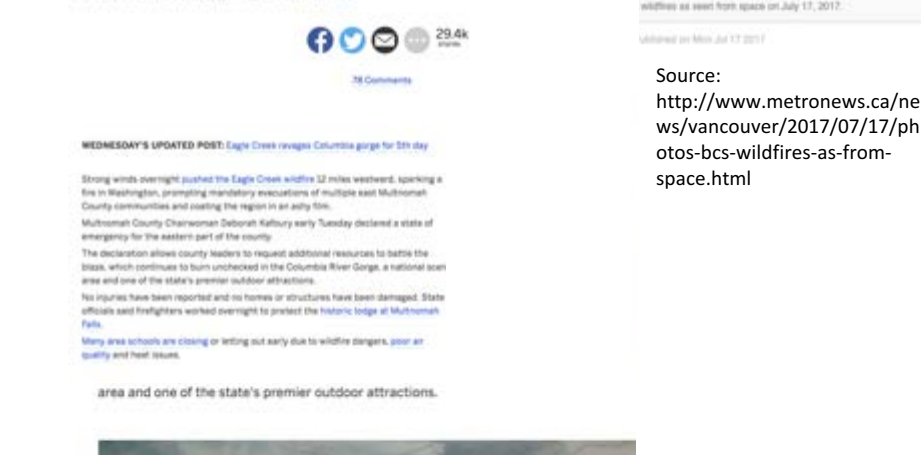 29.4k
shares
78 Comments
WEDNESDAY'S UPDATED POST: Eagle Creek ravages Columbia gorge for 5th day
Strong winds overnight pushed the Eagle Creek wildfire 12 miles westward, sparking a
fire in Washington, prompting mandatory evacuations of multiple east Multnomah
County communities and coating the region in an ashy film.
Multnomah County Chairwoman Deborah Kafoury early Tuesday declared a state of
emergency for the eastern part of the county.
The declaration allows county leaders to request additional resources to battle the
blaze, which continues to burn unchecked in the Columbia River Gorge, a national scen
area and one of the state's premier outdoor attractions.
No injuries have been reported and no homes or structures have been damaged. State
officials said firefighters worked overnight to protect the historic lodge at Multnomah
Falls.
Many area schools are closing or letting out early due to wildfire dangers, poor air
quality and heat issues.
area and one of the state's premier outdoor attractions.
wildfires as seen from space on July 17, 2017.
ublished on Mon Jul 17 2017
Source:
http://www.metronews.ca/ne
ws/vancouver/2017/07/17/ph
otos-bcs-wildfires-as-from-
space.html